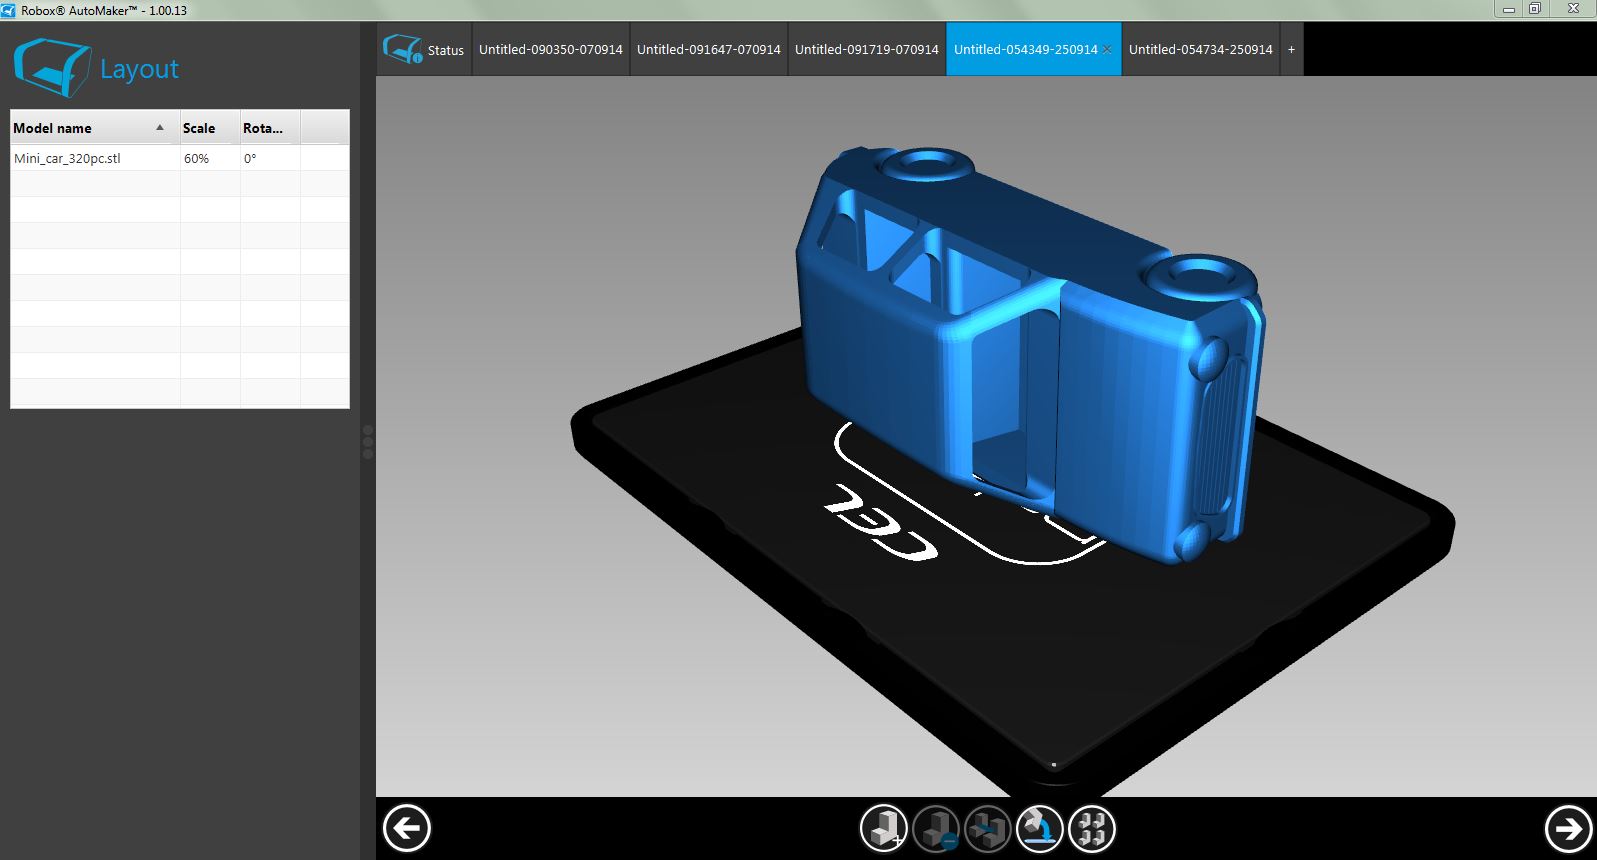 Robox® AutoMaker™ - 1.00.13
Layout
Status
Untitled-090350-070914
Untitled-091647-070914
Untitled-091719-070914
Untitled-054349-250914
Untitled-054734-250914
+
Model name Scale Rota...
Mini_car_320pc.stl 60% 0°
CEL